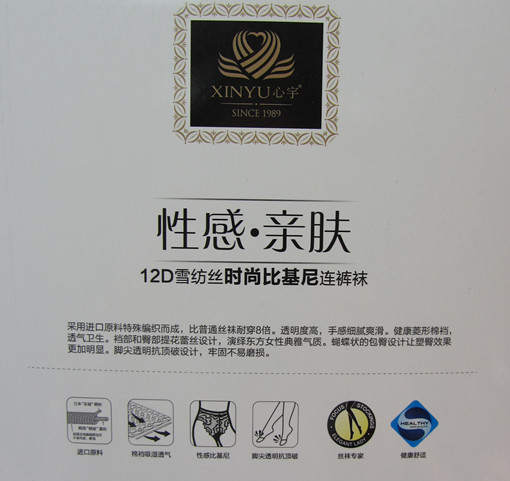 XINYU心宇®
SINCE 1989
性感·亲肤
12D雪纺丝时尚比基尼连裤袜
采用进口原料特殊编织而成，比普通丝袜耐穿8倍。透明度高，手感细腻爽滑。健康菱形棉裆，
透气卫生。裆部和臀部提花蕾丝设计，演绎东方女性典雅气质。蝴蝶状的包臀设计让塑臀效果
更加明显。脚尖透明抗顶破设计，牢固不易磨损。
FOCUS STOCKINGS
ELEGANT LADY
HEALTHY
进口原料 棉裆吸湿透气 性感比基尼 脚尖透明抗顶破 丝袜专家 健康舒适